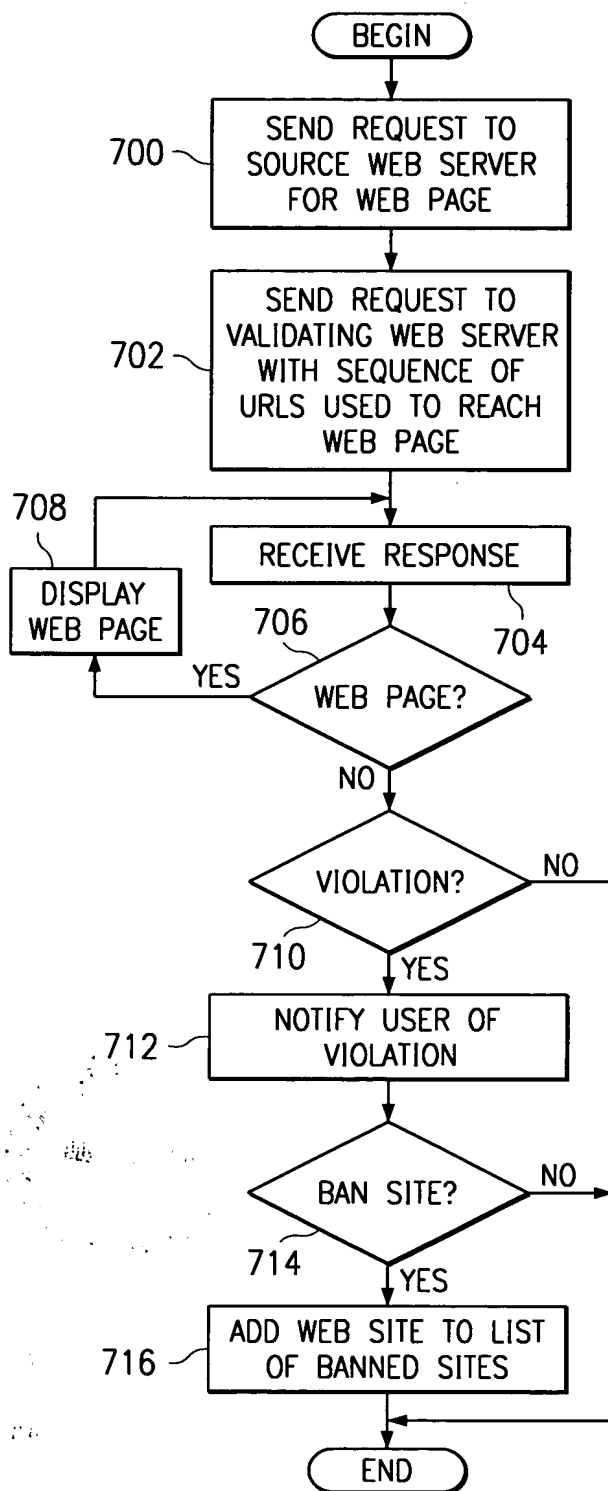 BEGIN
700
SEND REQUEST TO
SOURCE WEB SERVER
FOR WEB PAGE
702
SEND REQUEST TO
VALIDATING WEB SERVER
WITH SEQUENCE OF
URLS USED TO REACH
WEB PAGE
708
DISPLAY
WEB PAGE
RECEIVE RESPONSE
704
706
YES
WEB PAGE?
NO
VIOLATION?
NO
710
YES
712
NOTIFY USER OF
VIOLATION
BAN SITE?
NO
714
YES
716
ADD WEB SITE TO LIST
OF BANNED SITES
END